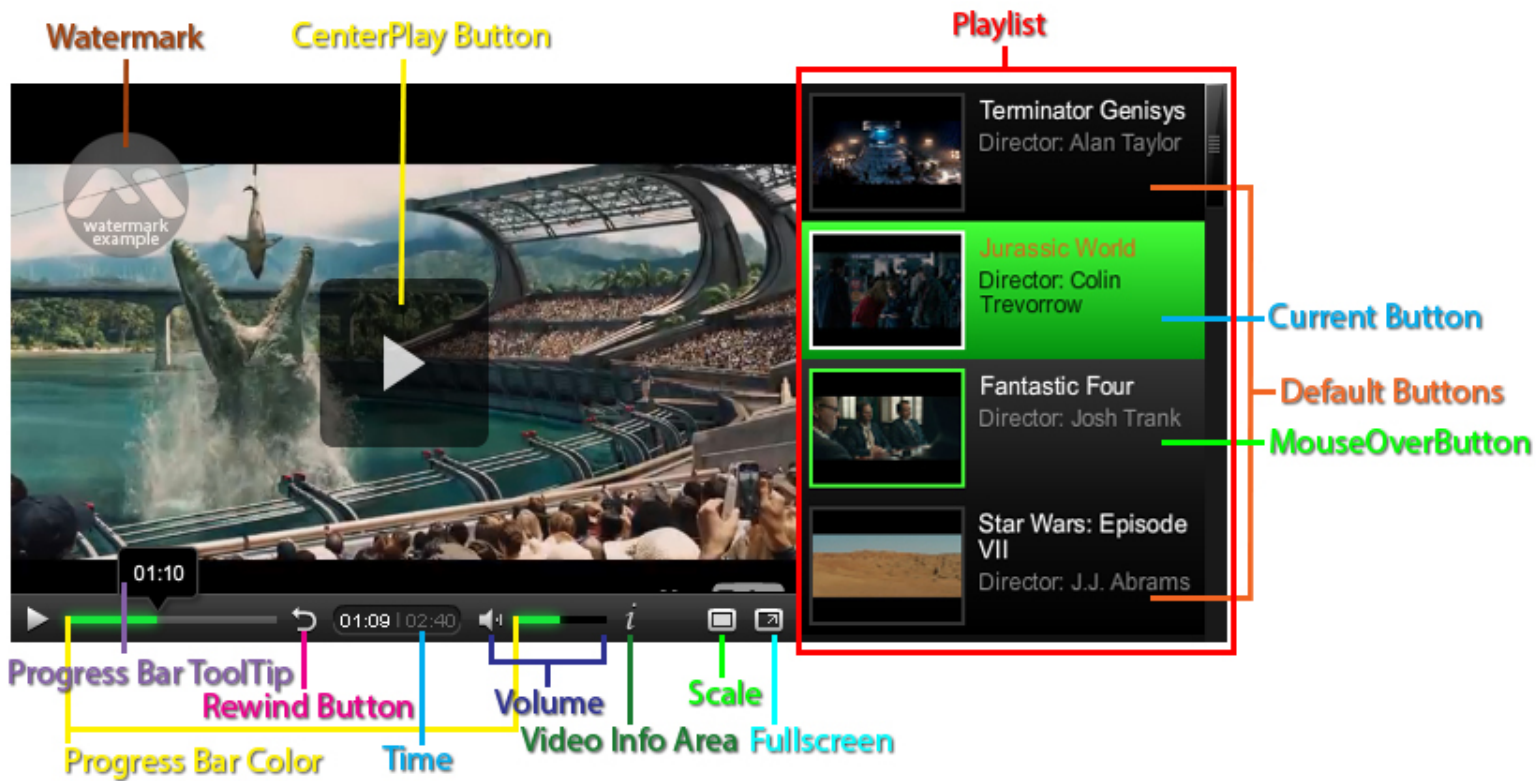 Watermark
CenterPlay Button
Playlist
watermark
example
Terminator Genisys
Director: Alan Taylor
Jurassic World
Director: Colin
Trevorrow
Current Button
Fantastic Four
Director: Josh Trank
Default Buttons
MouseOverButton
Star Wars: Episode
VII
Director: J.J. Abrams
01:10
01:09 | 02:40
i
Progress Bar ToolTip
Rewind Button
Volume
Scale
Video Info Area
Fullscreen
Progress Bar Color
Time